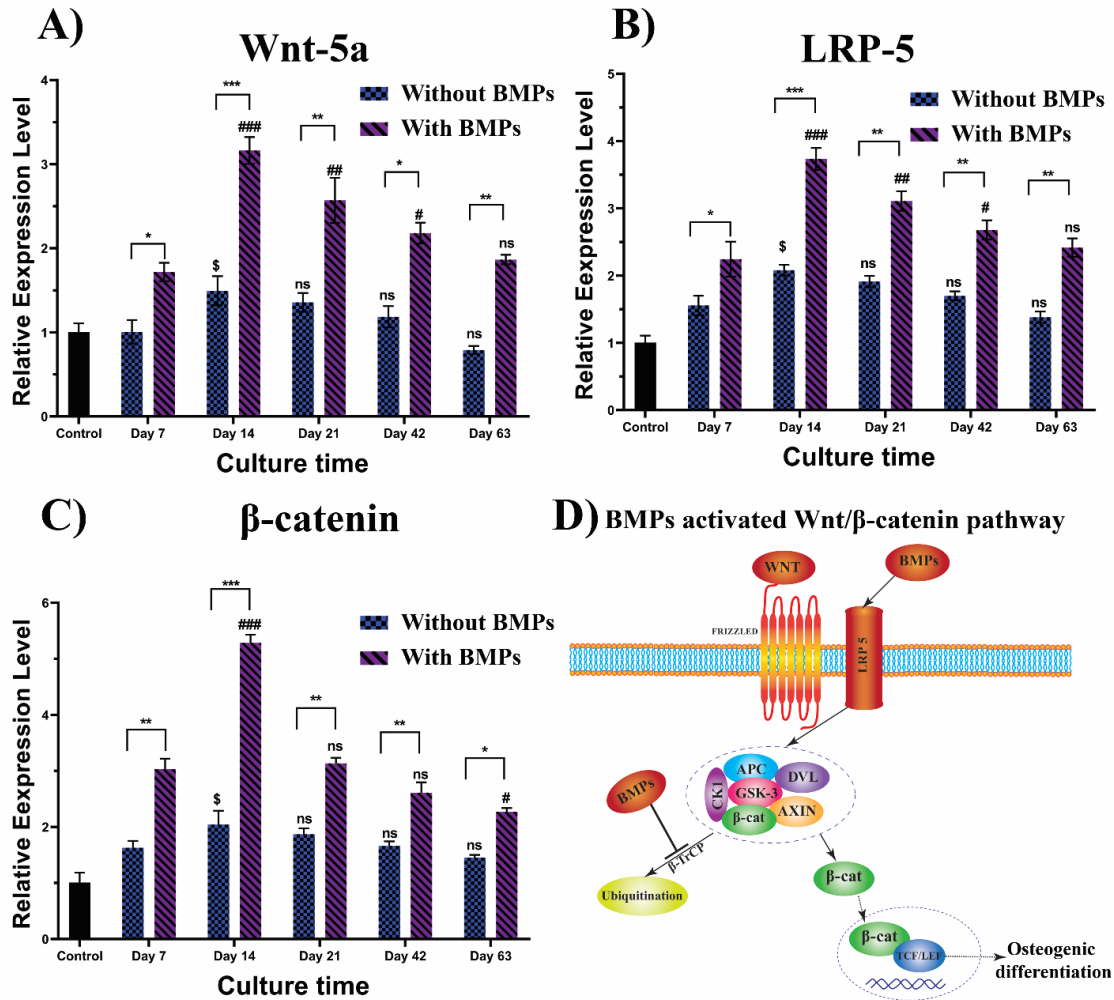 A)
Wnt-5a
Relative Eexpression Level
4
3
2
1
0
Without BMPs
With BMPs
*
***
**
*
**
$
###
ns
##
ns
#
ns
ns
Control
Day 7
Day 14
Day 21
Day 42
Day 63
Culture time
B)
LRP-5
Relative Eexpression Level
5
4
3
2
1
0
Without BMPs
With BMPs
*
***
**
**
**
$
###
ns
##
ns
#
ns
ns
Control
Day 7
Day 14
Day 21
Day 42
Day 63
Culture time
C)
β-catenin
Relative Expression Level
6
4
2
0
Without BMPs
With BMPs
**
***
**
**
*
$
###
ns
ns
ns
ns
ns
#
Control
Day 7
Day 14
Day 21
Day 42
Day 63
Culture time
D) BMPs activated Wnt/β-catenin pathway
WNT
BMPs
FRIZZLED
LRP 5
APC
DVL
CK1
GSK-3
AXIN
β-cat
BMPs
β-TrCP
Ubiquitination
β-cat
β-cat
TCF/LEF
Osteogenic
differentiation